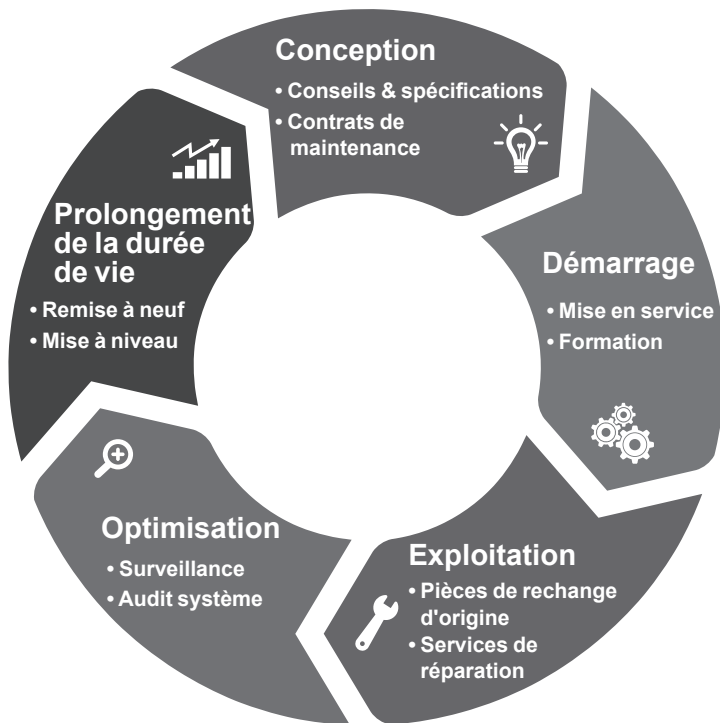 Conception
• Conseils & spécifications
• Contrats de
maintenance
Démarrage
• Mise en service
• Formation
Exploitation
• Pièces de rechange
d'origine
• Services de
réparation
Optimisation
• Surveillance
• Audit système
Prolongement
de la durée
de vie
• Remise à neuf
• Mise à niveau